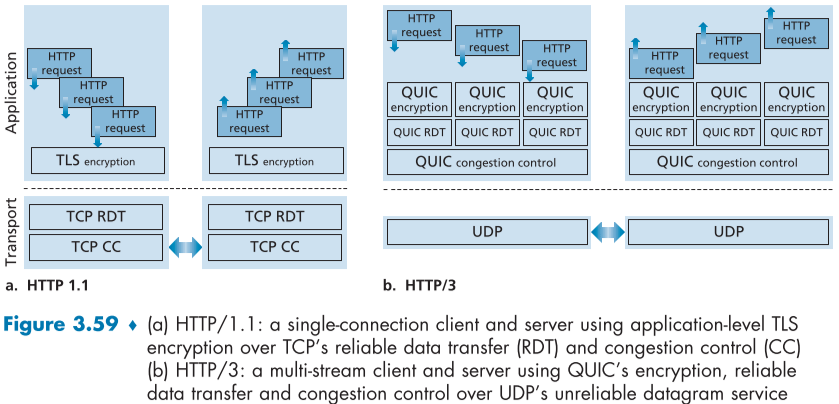 Application
HTTP
request
HTTP
request
HTTP
request
TLS encryption
HTTP
request
HTTP
request
HTTP
request
TLS encryption
Transport
TCP RDT
TCP CC
TCP RDT
TCP CC
a. HTTP 1.1
HTTP
request
HTTP
request
HTTP
request
QUIC
encryption
QUIC
encryption
QUIC
encryption
QUIC RDT
QUIC RDT
QUIC RDT
QUIC congestion control
HTTP
request
HTTP
request
HTTP
request
QUIC
encryption
QUIC
encryption
QUIC
encryption
QUIC RDT
QUIC RDT
QUIC RDT
QUIC congestion control
UDP
UDP
b. HTTP/3
Figure 3.59 ♦ (a) HTTP/1.1: a single-connection client and server using application-level TLS
encryption over TCP’s reliable data transfer (RDT) and congestion control (CC)
(b) HTTP/3: a multi-stream client and server using QUIC’s encryption, reliable
data transfer and congestion control over UDP’s unreliable datagram service